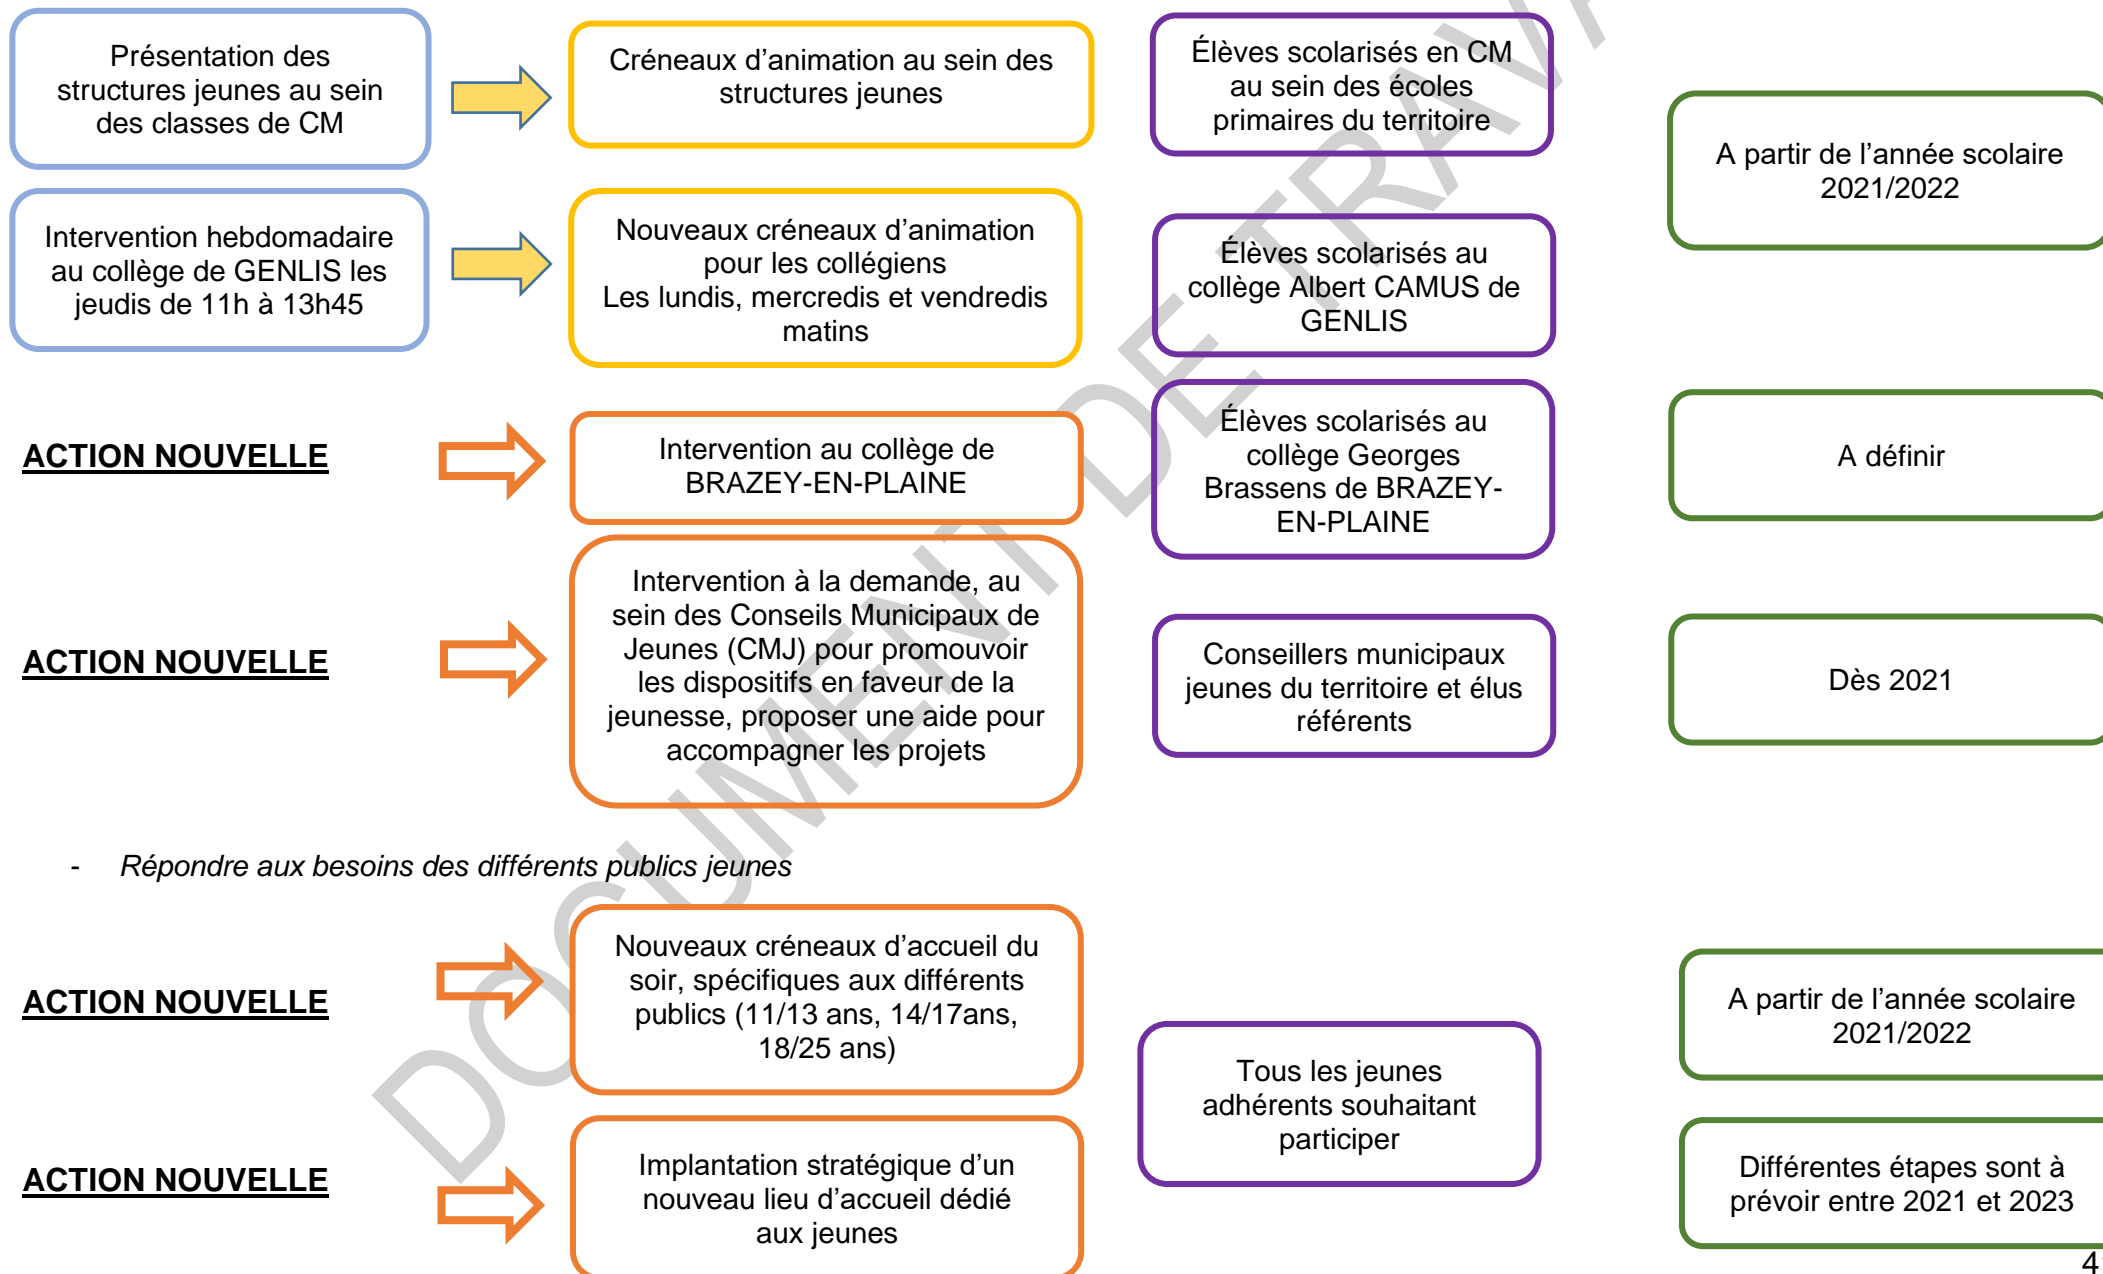 Présentation des
structures jeunes au sein
des classes de CM
Créneaux d’animation au sein des
structures jeunes
Élèves scolarisés en CM
au sein des écoles
primaires du territoire
A partir de l’année scolaire
2021/2022
Intervention hebdomadaire
au collège de GENLIS les
jeudis de 11h à 13h45
Nouveaux créneaux d’animation
pour les collégiens
Les lundis, mercredis et vendredis
matins
Élèves scolarisés au
collège Albert CAMUS de
GENLIS
ACTION NOUVELLE
Intervention au collège de
BRAZEY-EN-PLAINE
Élèves scolarisés au
collège Georges
Brassens de BRAZEY-
EN-PLAINE
A définir
ACTION NOUVELLE
Intervention à la demande, au
sein des Conseils Municipaux de
Jeunes (CMJ) pour promouvoir
les dispositifs en faveur de la
jeunesse, proposer une aide pour
accompagner les projets
Conseillers municipaux
jeunes du territoire et élus
référents
Dès 2021
- Répondre aux besoins des différents publics jeunes
ACTION NOUVELLE
Nouveaux créneaux d’accueil du
soir, spécifiques aux différents
publics (11/13 ans, 14/17ans,
18/25 ans)
Tous les jeunes
adhérents souhaitant
participer
A partir de l’année scolaire
2021/2022
ACTION NOUVELLE
Implantation stratégique d’un
nouveau lieu d’accueil dédié
aux jeunes
Différentes étapes sont à
prévoir entre 2021 et 2023
DOCUMENT DE TRAVA